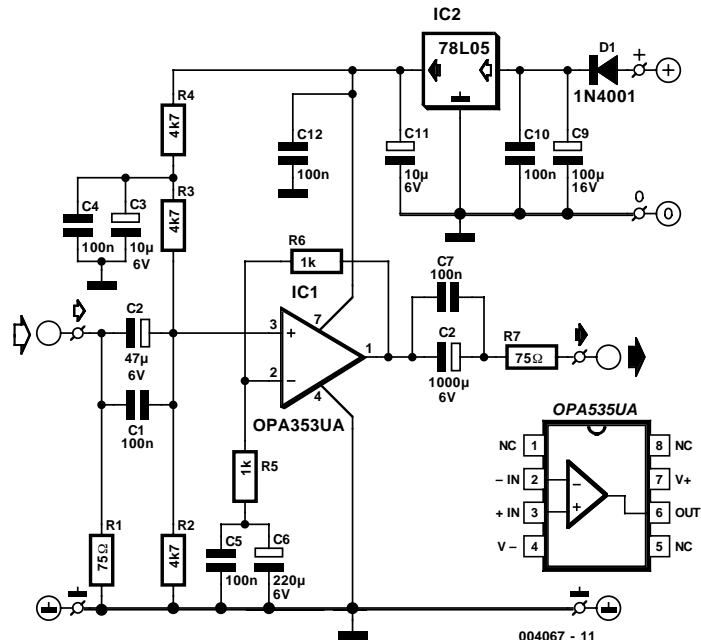 IC2
78L05
D1
+
+
1N4001
R4
4k7
C12
100n
C11
10µ
6V
C10
100n
C9
100µ
16V
0
0
C4
100n
C3
10µ
6V
R3
4k7
R6
1k
IC1
C7
100n
C2
47µ
6V
3
+
7
1
2
–
4
OPA353UA
C2
1000µ
6V
R7
75Ω
C1
100n
R5
1k
R1
75Ω
R2
4k7
C5
100n
C6
220µ
6V
OPA535UA
NC 1
8 NC
– IN 2
–
7 V+
+ IN 3
+
6 OUT
V – 4
5 NC
004067 - 11